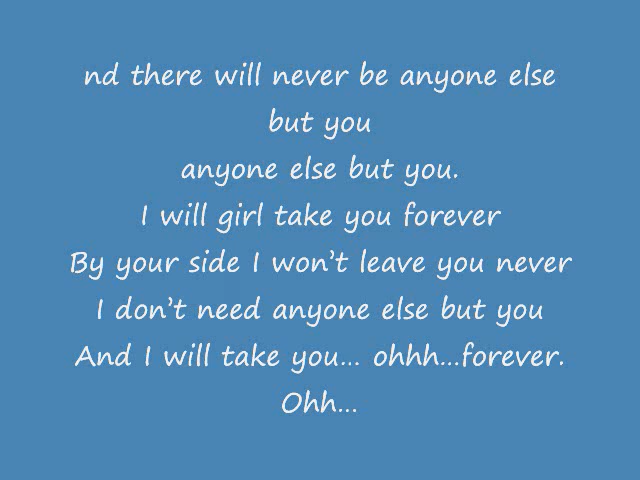 nd there will never be anyone else
but you
anyone else but you.
I will girl take you forever
By your side I won’t leave you never
I don’t need anyone else but you
And I will take you... ohhh...forever.
Ohh...